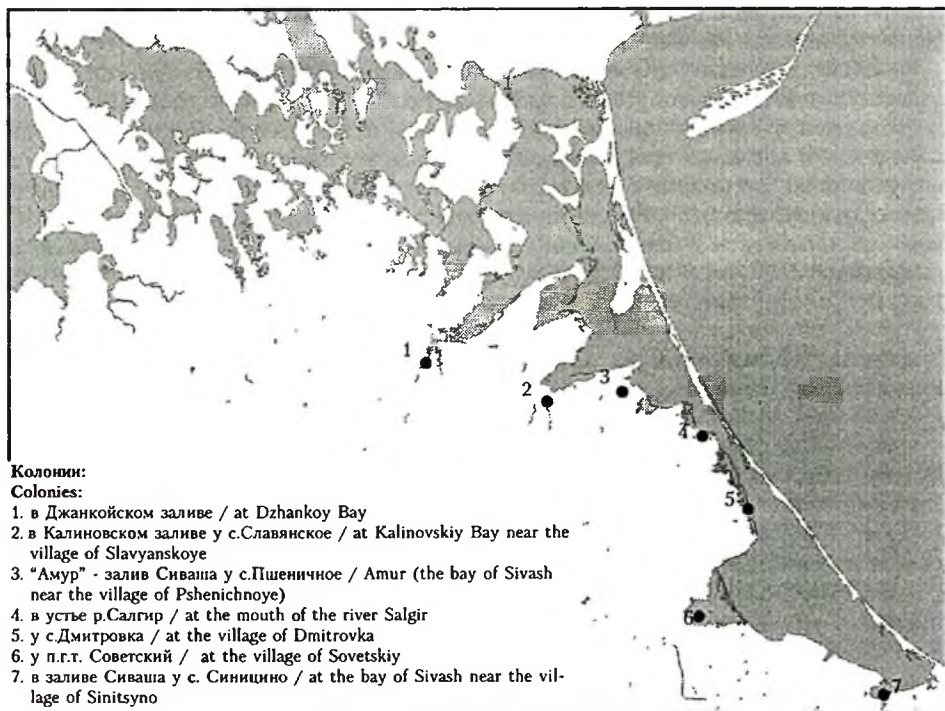 1
2
3
4
5
6
7
Колонии:
Colonies:
1. в Джанкойском заливе / at Dzhankoy Bay
2. в Калиновском заливе у с.Славянское / at Kalinovskiy Bay near the
village of Slavyanskoye
3. "Амур" - залив Сиваша у с.Пшеничное / Amur (the bay of Sivash
near the village of Pshenichnoye)
4. в устье р.Салгир / at the mouth of the river Salgir
5. у с.Дмитровка / at the village of Dmitrovka
6. у п.г.т. Советский / at the village of Sovetskiy
7. в заливе Сиваша у с. Синицино / at the bay of Sivash near the vil-
lage of Sinitsyno